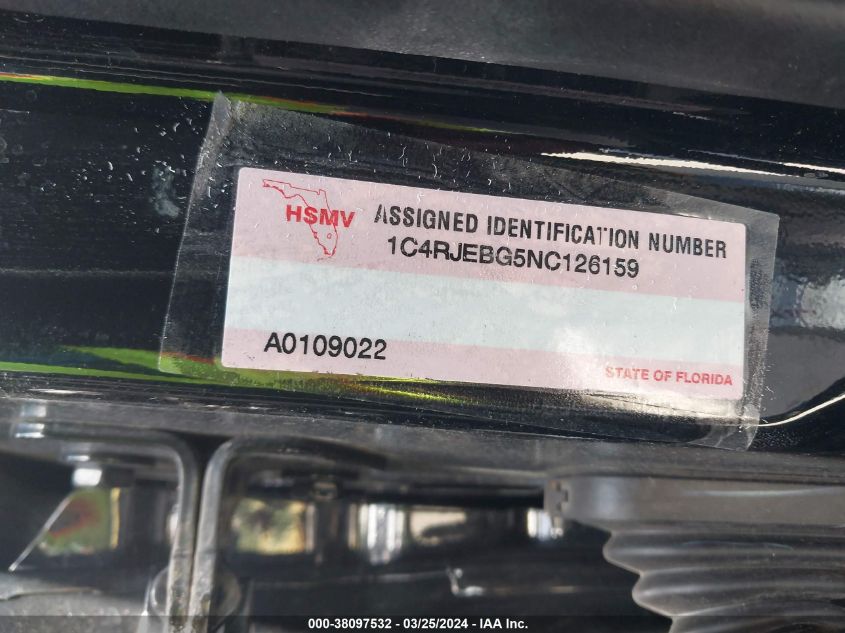 HSMV
ASSIGNED IDENTIFICATION NUMBER
1C4RJEBG5NC126159
A0109022
STATE OF FLORIDA
000-38097532 - 03/25/2024 - IAA Inc.